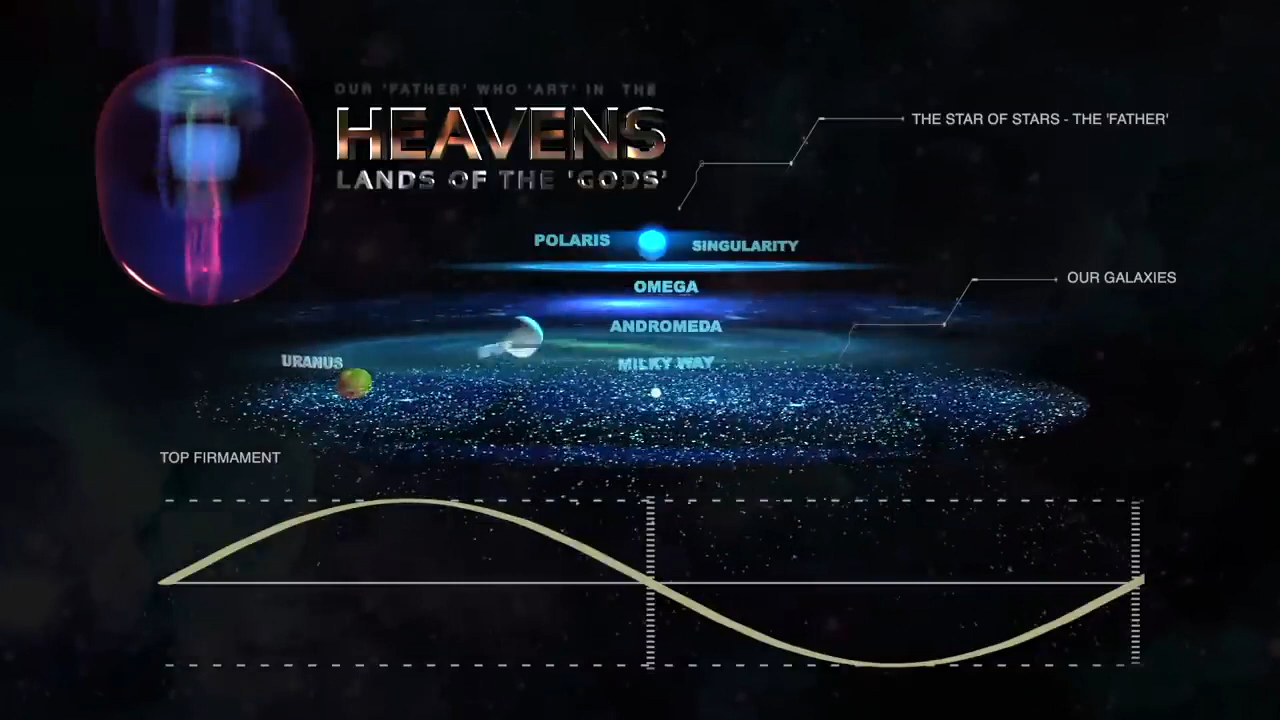 OUR 'FATHER' WHO 'ART' IN THE
HEAVENS
LANDS OF THE 'GODS'
THE STAR OF STARS - THE 'FATHER'
POLARIS
SINGULARITY
OUR GALAXIES
OMEGA
ANDROMEDA
URANUS
MILKY WAY
TOP FIRMAMENT